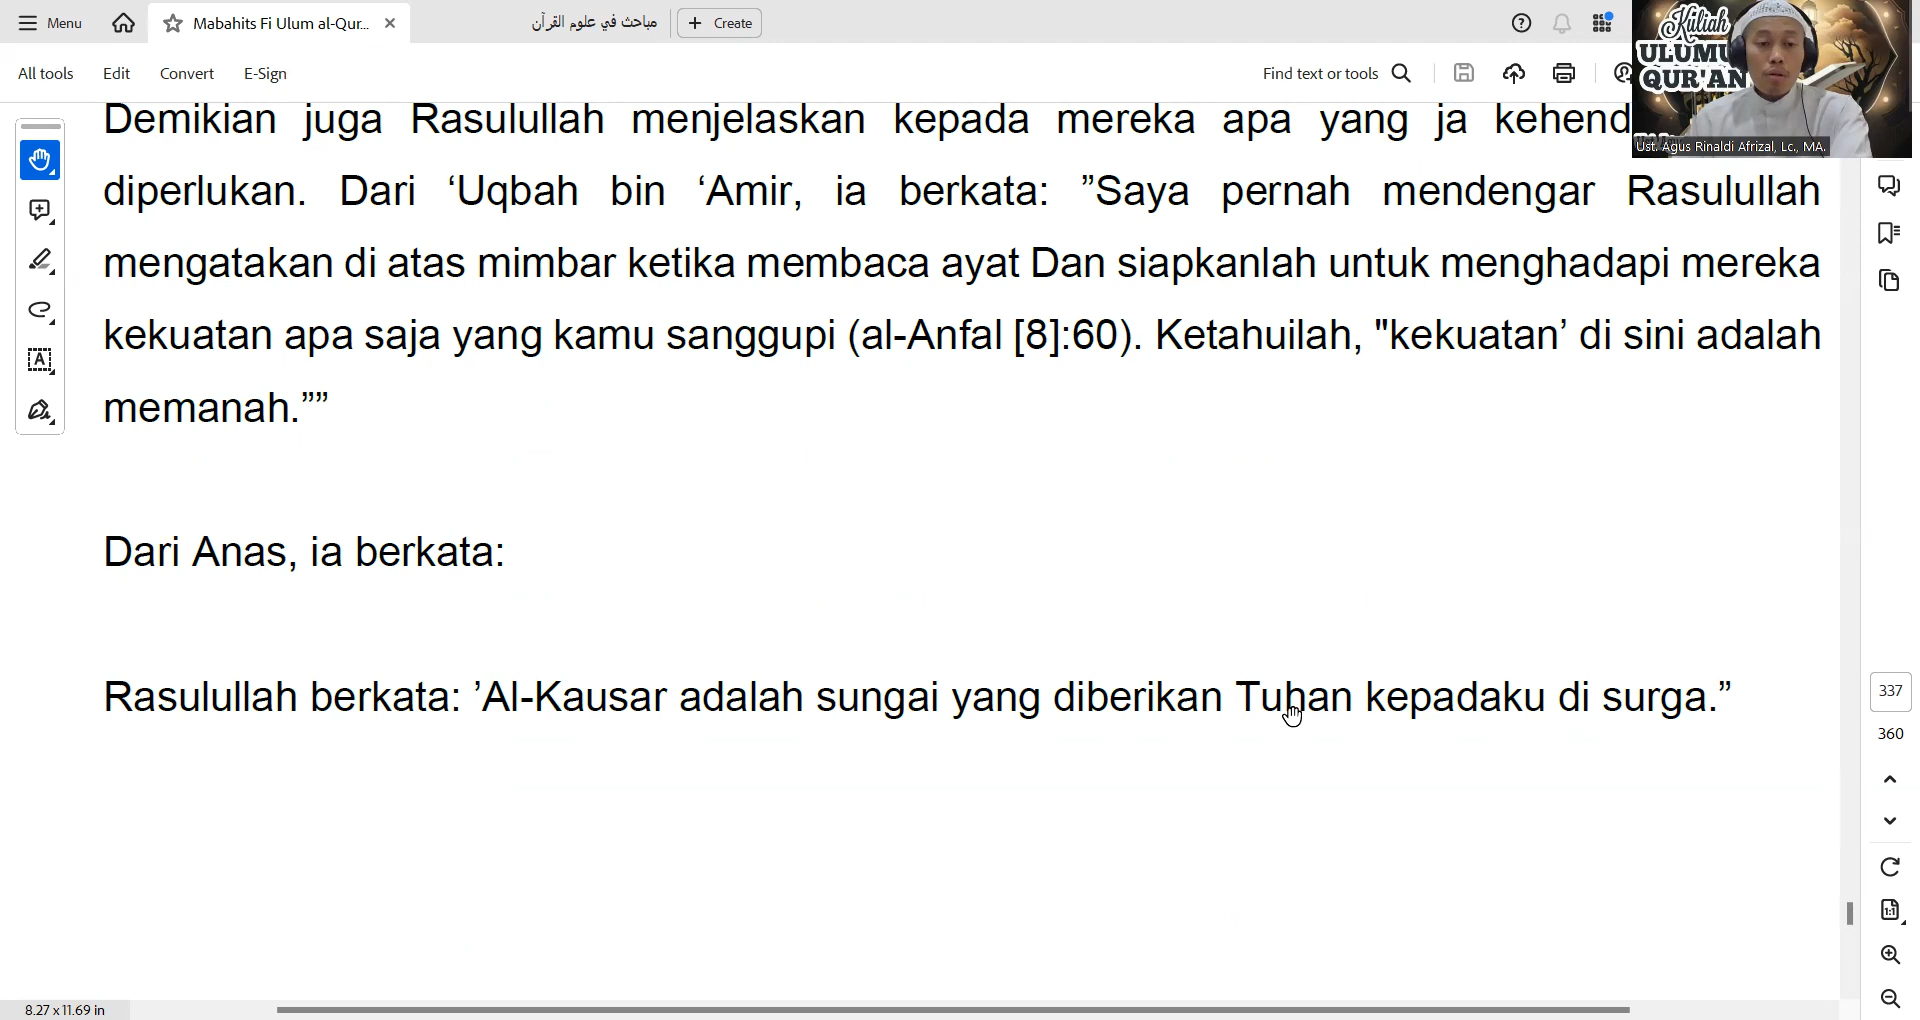 Menu
Mabahits Fi Ulum al-Qur...
مباحث في علوم القرآن
Create
All tools
Edit
Convert
E-Sign
Find text or tools
Kuliah
ULUMU
QUR'AN
Ust. Agus Rinaldi Afrizal, Lc., MA.
Demikian juga Rasulullah menjelaskan kepada mereka apa yang ja kehend
diperlukan. Dari ‘Uqbah bin ‘Amir, ia berkata: ”Saya pernah mendengar Rasulullah
mengatakan di atas mimbar ketika membaca ayat Dan siapkanlah untuk menghadapi mereka
kekuatan apa saja yang kamu sanggupi (al-Anfal [8]:60). Ketahuilah, "kekuatan’ di sini adalah
memanah.””
Dari Anas, ia berkata:
Rasulullah berkata: ’Al-Kausar adalah sungai yang diberikan Tuhan kepadaku di surga.”
337
360
8.27 x 11.69 in